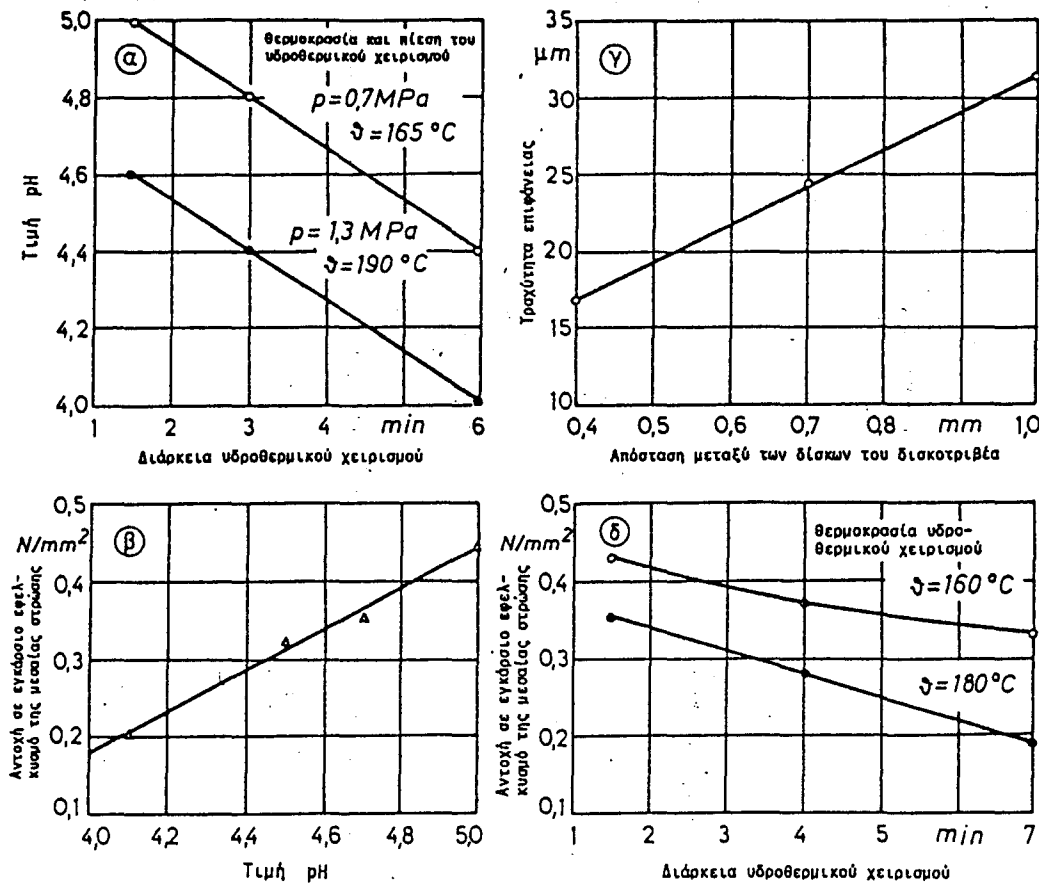 α
θερμοκρασία και πίεση του
υδροθερμικού χειρισμού
p=0,7 MPa
ϑ=165 °C
p=1,3 MPa
ϑ=190 °C
Τιμή pH
5,0
4,8
4,6
4,4
4,2
4,0
1
2
3
4
min
6
Διάρκεια υδροθερμικού χειρισμού
γ
μm
Τραχύτητα επιφάνειας
35
30
25
20
15
10
0,4
0,5
0,6
0,7
0,8
mm
1,0
Απόσταση μεταξύ των δίσκων του δισκοτριβέα
β
N/mm²
Αντοχή σε εγκάρσιο εφελ-
κυσμό της μεσαίας στρώσης
0,5
0,4
0,3
0,2
0,1
4,0
4,2
4,4
4,6
4,8
5,0
Τιμή pH
δ
θερμοκρασία υδρο-
θερμικού χειρισμού
ϑ=160 °C
ϑ=180 °C
N/mm²
Αντοχή σε εγκάρσιο εφελ-
κυσμό της μεσαίας στρώσης
0,5
0,4
0,3
0,2
0,1
1
2
3
4
5
min
7
Διάρκεια υδροθερμικού χειρισμού